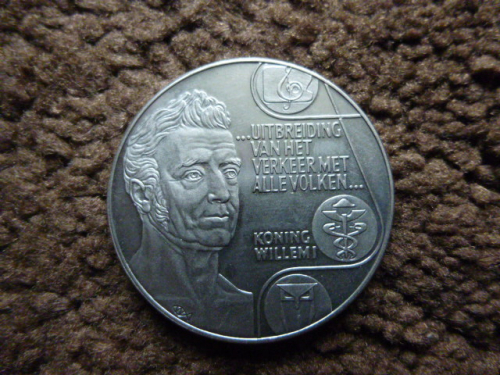 ...UITBREIDING
VAN HET
VERKEER MET
ALLE VOLKEN...
KONING
WILLEM I